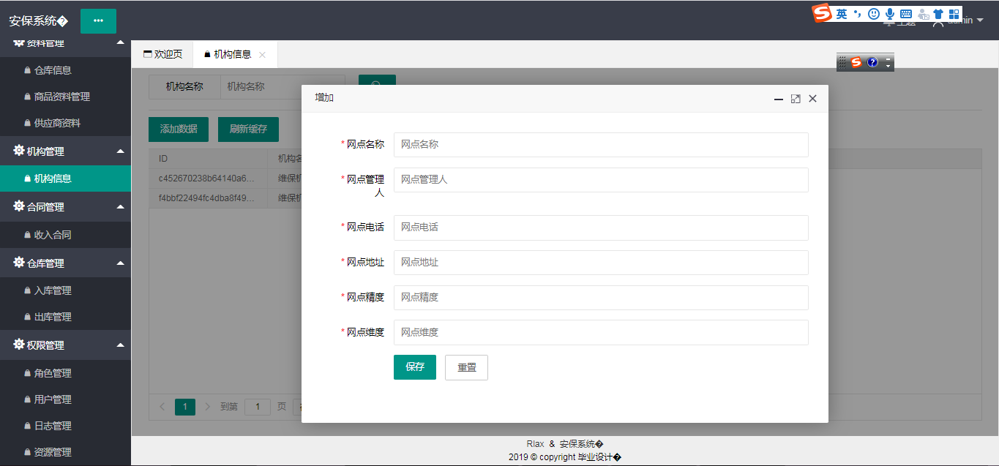 安保系统�
•••
英
主题
admin
资料管理
仓库信息
商品资料管理
供应商资料
机构管理
机构信息
合同管理
收入合同
仓库管理
入库管理
出库管理
权限管理
角色管理
用户管理
日志管理
资源管理
欢迎页
机构信息
机构名称
机构名称
添加数据
刷新缓存
ID
机构名
c452670238b64140a6...
维保机
f4bbf22494fc4dba8f49...
维保机
1
到第
1
页
增加
*网点名称
网点名称
*网点管理人
网点管理人
*网点电话
网点电话
*网点地址
网点地址
*网点精度
网点精度
*网点维度
网点维度
保存
重置
Rlax & 安保系统�
2019 © copyright 毕业设计�